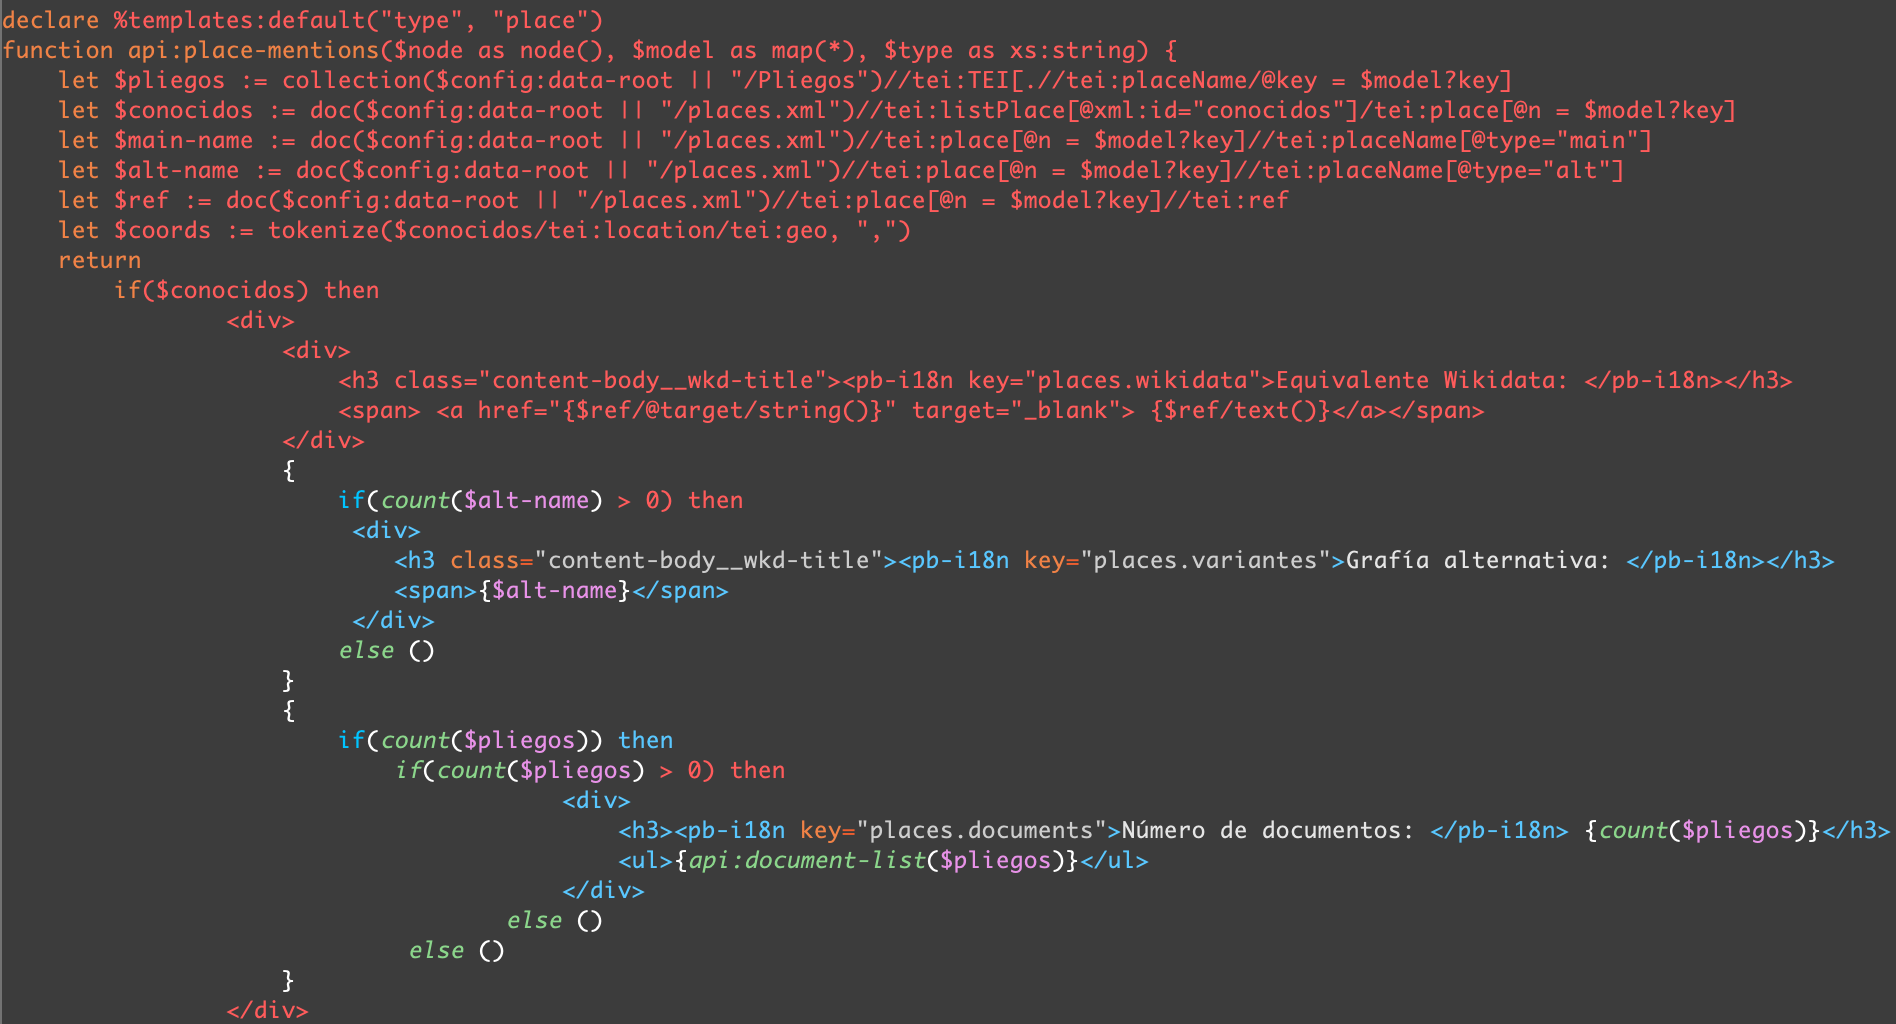 declare %templates:default("type", "place")
function api:place-mentions($node as node(), $model as map(*), $type as xs:string) {
    let $pliegos := collection($config:data-root || "/Pliegos")//tei:TEI[.//tei:placeName/@key = $model?key]
    let $conocidos := doc($config:data-root || "/places.xml")//tei:listPlace[@xml:id="conocidos"]/tei:place[@n = $model?key]
    let $main-name := doc($config:data-root || "/places.xml")//tei:place[@n = $model?key]//tei:placeName[@type="main"]
    let $alt-name := doc($config:data-root || "/places.xml")//tei:place[@n = $model?key]//tei:placeName[@type="alt"]
    let $ref := doc($config:data-root || "/places.xml")//tei:place[@n = $model?key]//tei:ref
    let $coords := tokenize($conocidos/tei:location/tei:geo, ",")
    return
        if($conocidos) then
                <div>
                    <div>
                        <h3 class="content-body__wkd-title"><pb-i18n key="places.wikidata">Equivalente Wikidata: </pb-i18n></h3>
                        <span> <a href="{$ref/@target/string()}" target="_blank"> {$ref/text()}</a></span>
                    </div>
                    {
                        if(count($alt-name) > 0) then
                         <div>
                            <h3 class="content-body__wkd-title"><pb-i18n key="places.variantes">Grafía alternativa: </pb-i18n></h3>
                            <span>{$alt-name}</span>
                         </div>
                        else ()
                    }
                    {
                        if(count($pliegos)) then
                            if(count($pliegos) > 0) then
                                        <div>
                                            <h3><pb-i18n key="places.documents">Número de documentos: </pb-i18n> {count($pliegos)}</h3>
                                            <ul>{api:document-list($pliegos)}</ul>
                                        </div>
                                    else ()
                             else ()
                    }
                </div>